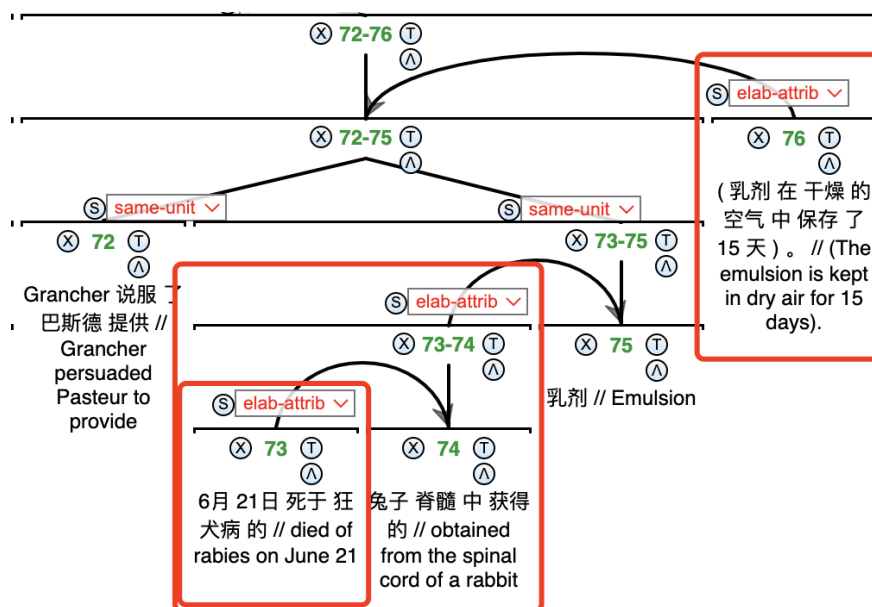 X 72-76 T
Λ
S elab-attrib
X 72-75 T
Λ
X 76 T
Λ
( 乳剂 在 干燥 的
空气 中 保存 了
15 天 ) 。 // (The
emulsion is kept
in dry air for 15
days).
S same-unit
S same-unit
X 72 T
Λ
X 73-75 T
Λ
Grancher 说服 了
巴斯德 提供 //
Grancher
persuaded
Pasteur to
provide
S elab-attrib
X 73-74 T
Λ
X 75 T
Λ
乳剂 // Emulsion
S elab-attrib
X 73 T
Λ
X 74 T
Λ
6月 21日 死于 狂
犬病 的 // died of
rabies on June 21
兔子 脊髓 中 获得
的 // obtained
from the spinal
cord of a rabbit